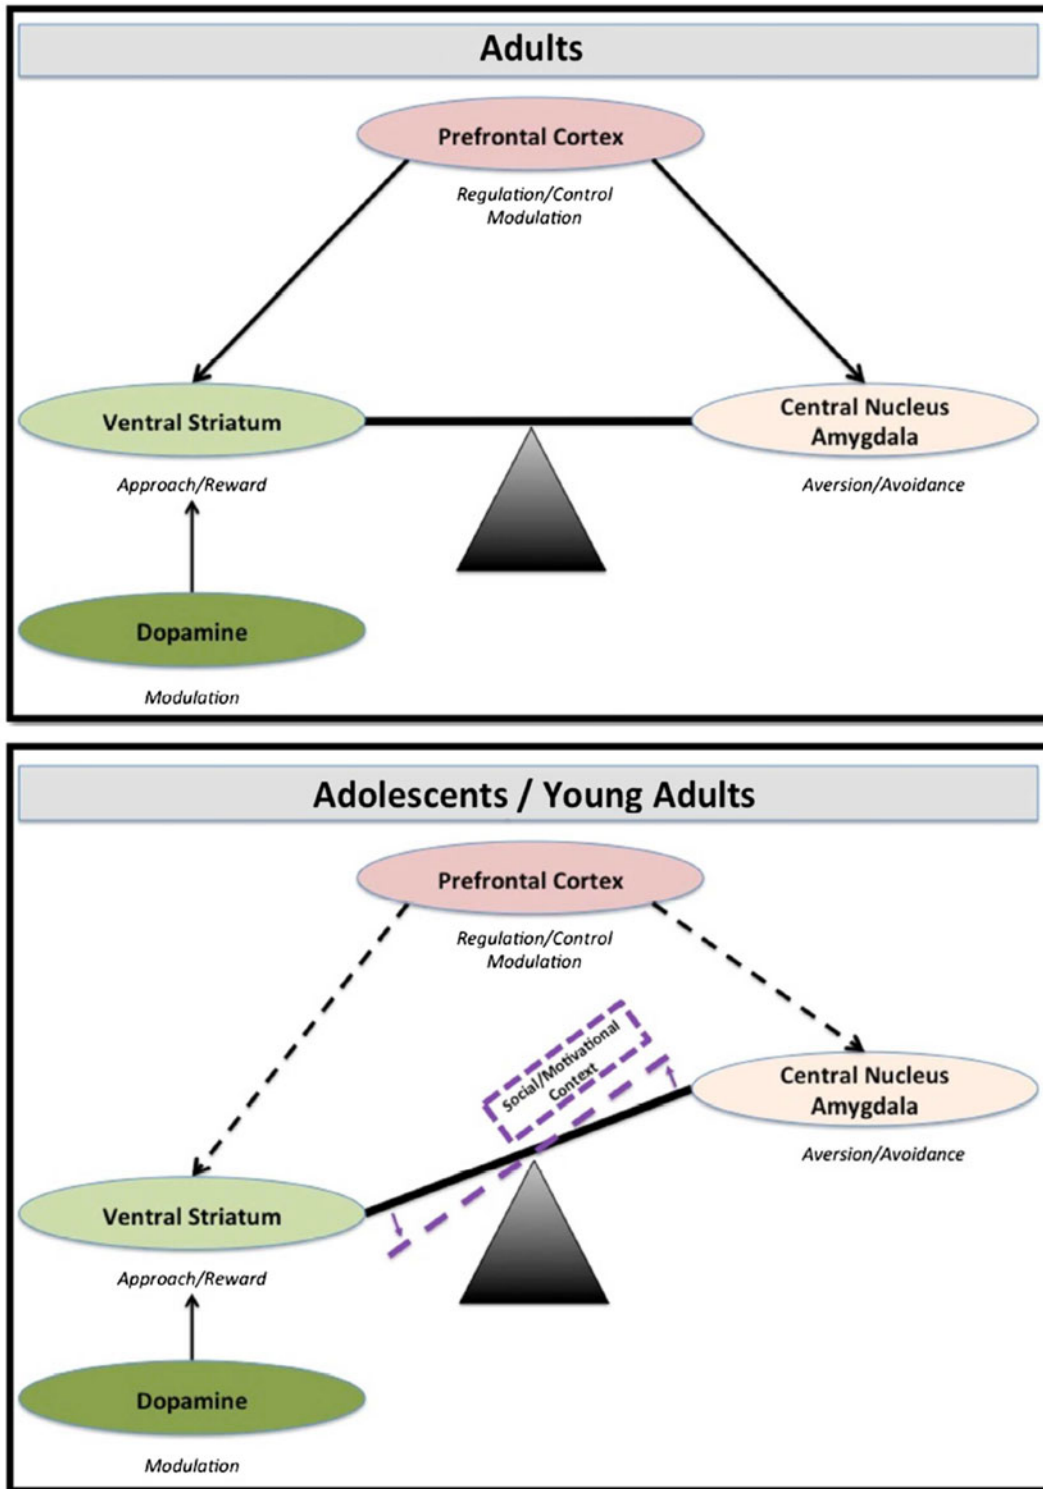 Adults
Prefrontal Cortex
Regulation/Control
Modulation
Ventral Striatum
Central Nucleus
Amygdala
Approach/Reward
Aversion/Avoidance
Dopamine
Modulation
Adolescents / Young Adults
Prefrontal Cortex
Regulation/Control
Modulation
Social/Motivational
Context
Central Nucleus
Amygdala
Aversion/Avoidance
Ventral Striatum
Approach/Reward
Dopamine
Modulation